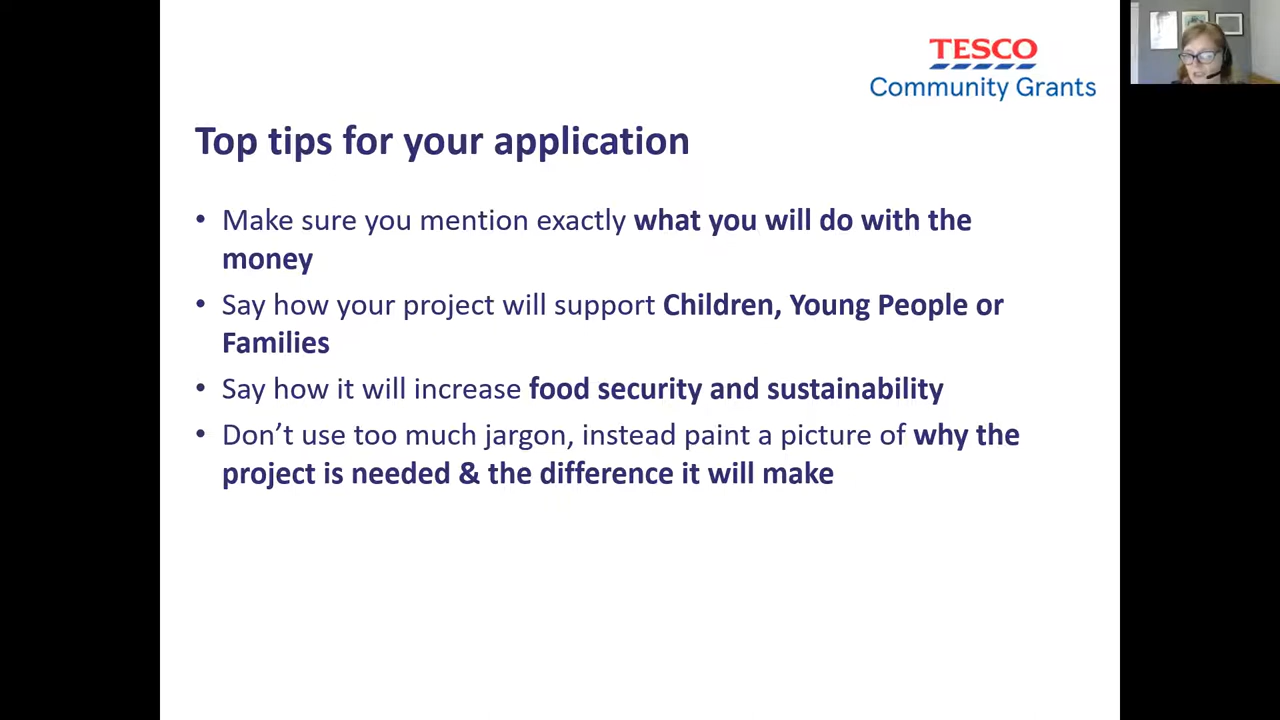 TESCO
Community Grants
Top tips for your application
• Make sure you mention exactly what you will do with the
money
• Say how your project will support Children, Young People or
Families
• Say how it will increase food security and sustainability
• Don’t use too much jargon, instead paint a picture of why the
project is needed & the difference it will make